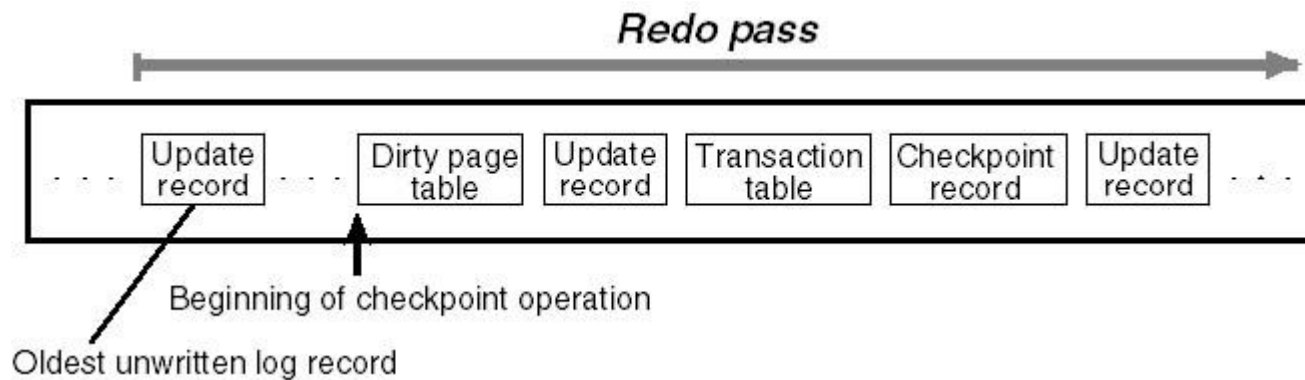 Redo pass
. . . Update record . . . Dirty page table Update record Transaction table Checkpoint record Update record . . .
Beginning of checkpoint operation
Oldest unwritten log record